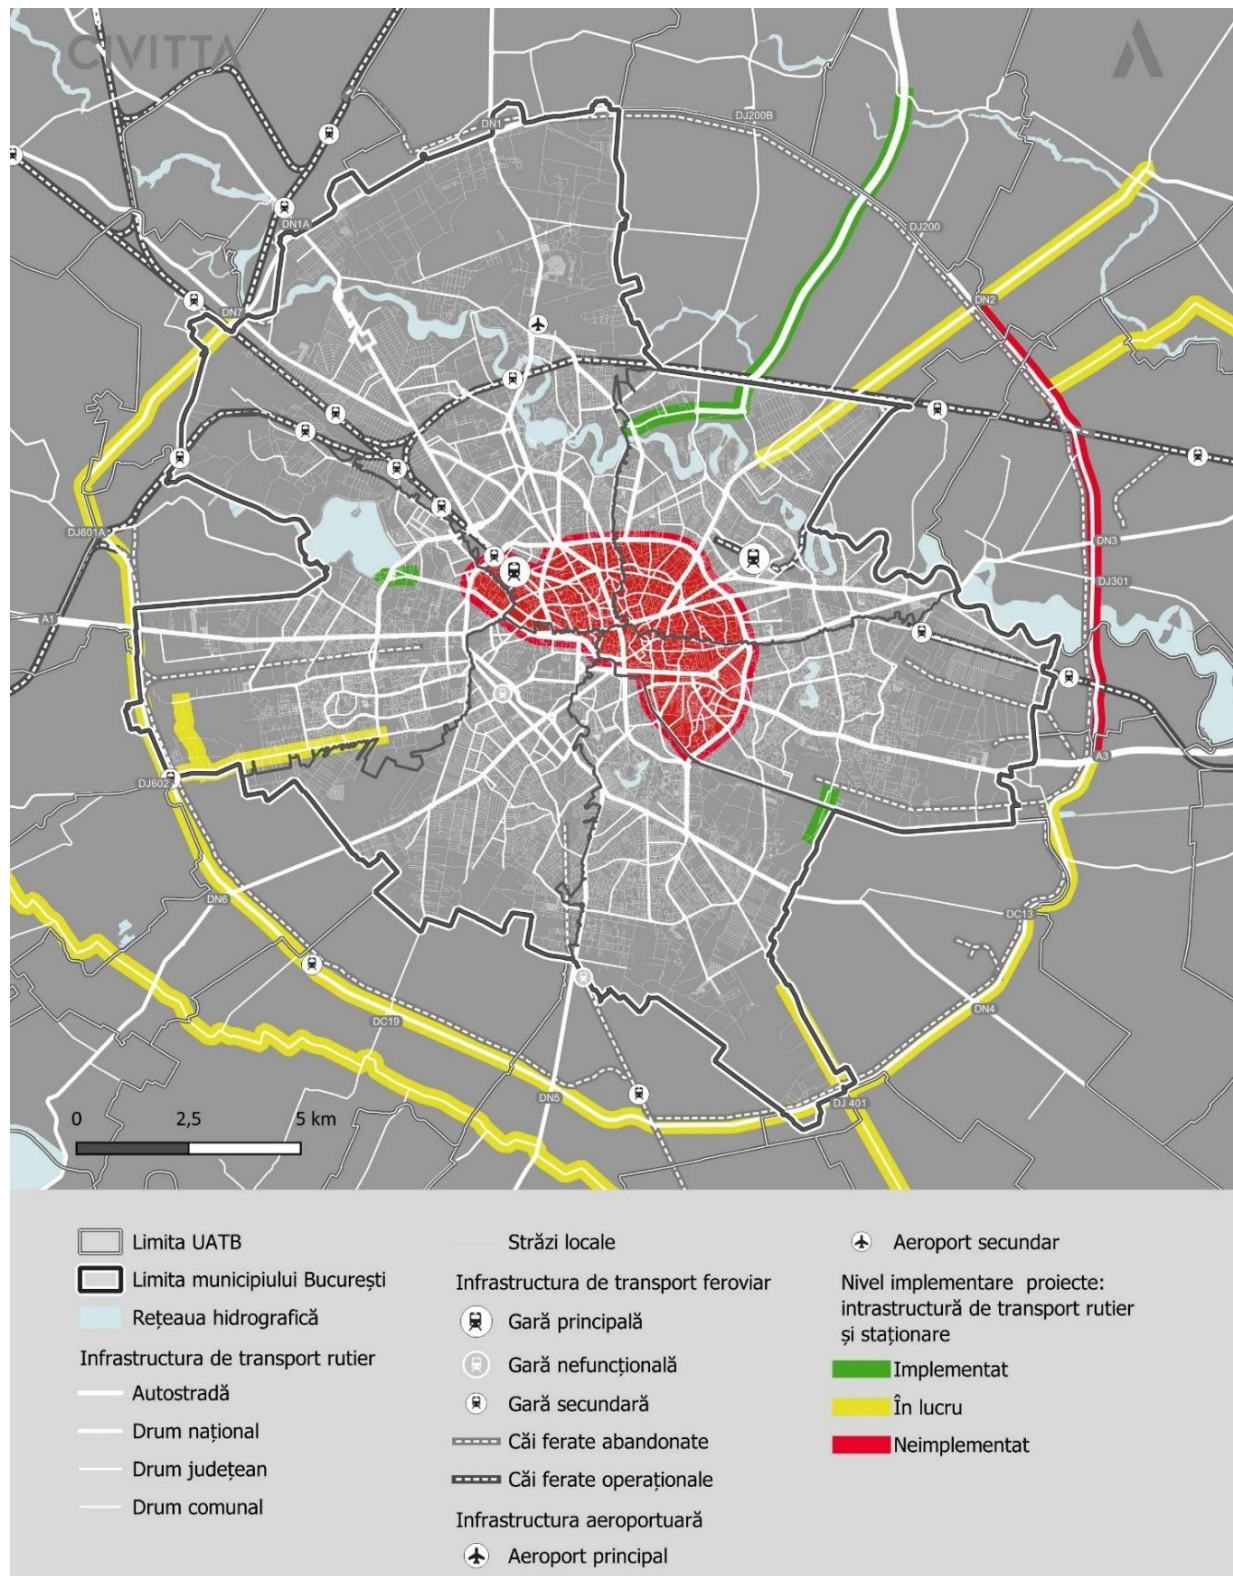 CIVITTA
DN1
DJ200B
DN1A
DJ200
DN2
DN7
DJ601A
DN3
DJ301
A1
A3
DJ602
DN6
DC13
DC19
DN4
DN5
DJ 401
0 2,5 5 km
Limita UATB
Limita municipiului București
Rețeaua hidrografică
Infrastructura de transport rutier
Autostradă
Drum național
Drum județean
Drum comunal
Străzi locale
Infrastructura de transport feroviar
Gară principală
Gară nefuncțională
Gară secundară
Căi ferate abandonate
Căi ferate operaționale
Infrastructura aeroportuară
Aeroport principal
Aeroport secundar
Nivel implementare proiecte:
intrastructură de transport rutier
și staționare
Implementat
În lucru
Neimplementat